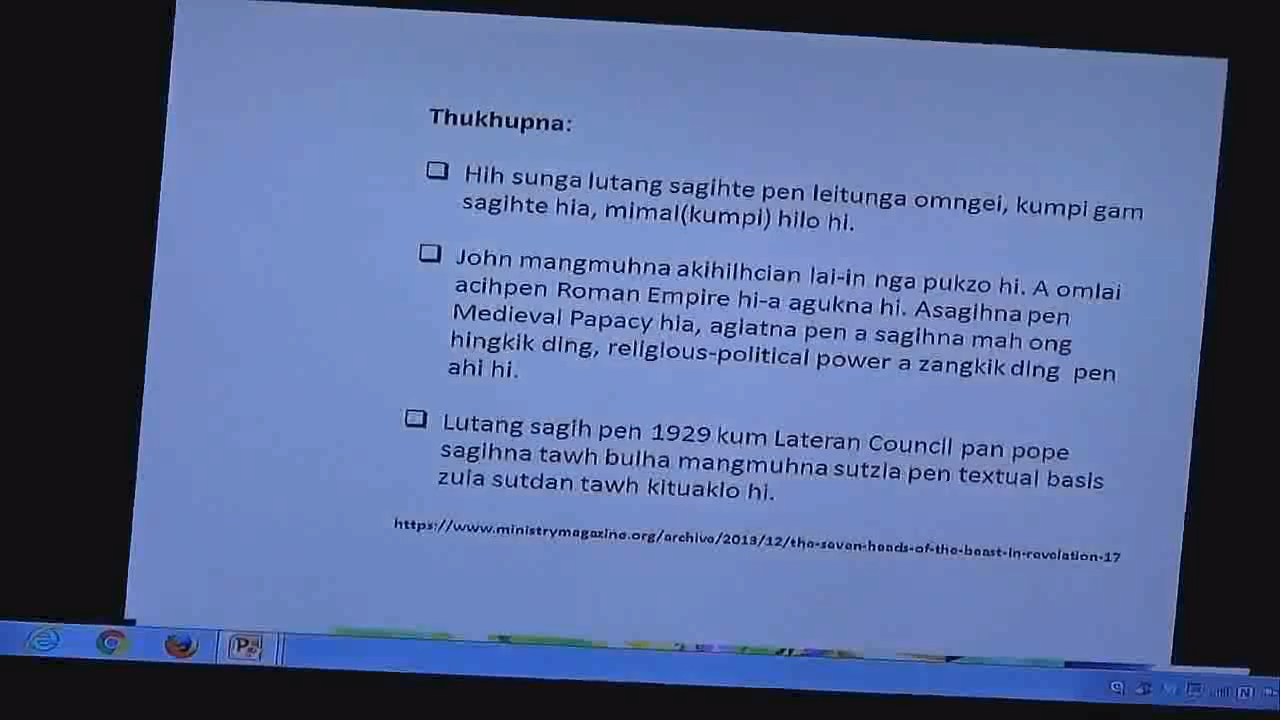 Thukhupna:
❑ Hih sunga lutang sagihte pen leitunga omngei, kumpi gam
sagihte hia, mimal(kumpi) hilo hi.
❑ John mangmuhna akihilhcian lai-in nga pukzo hi. A omlai
acihpen Roman Empire hi-a agukna hi. Asagihna pen
Medieval Papacy hia, agiatna pen a sagihna mah ong
hingkik ding, religious-political power a zangkik ding pen
ahi hi.
❑ Lutang sagih pen 1929 kum Lateran Council pan pope
sagihna tawh bulha mangmuhna sutzia pen textual basis
zuia sutdan tawh kituaklo hi.
https://www.ministrymagazine.org/archive/2013/12/the-seven-heads-of-the-beast-in-revelation-17